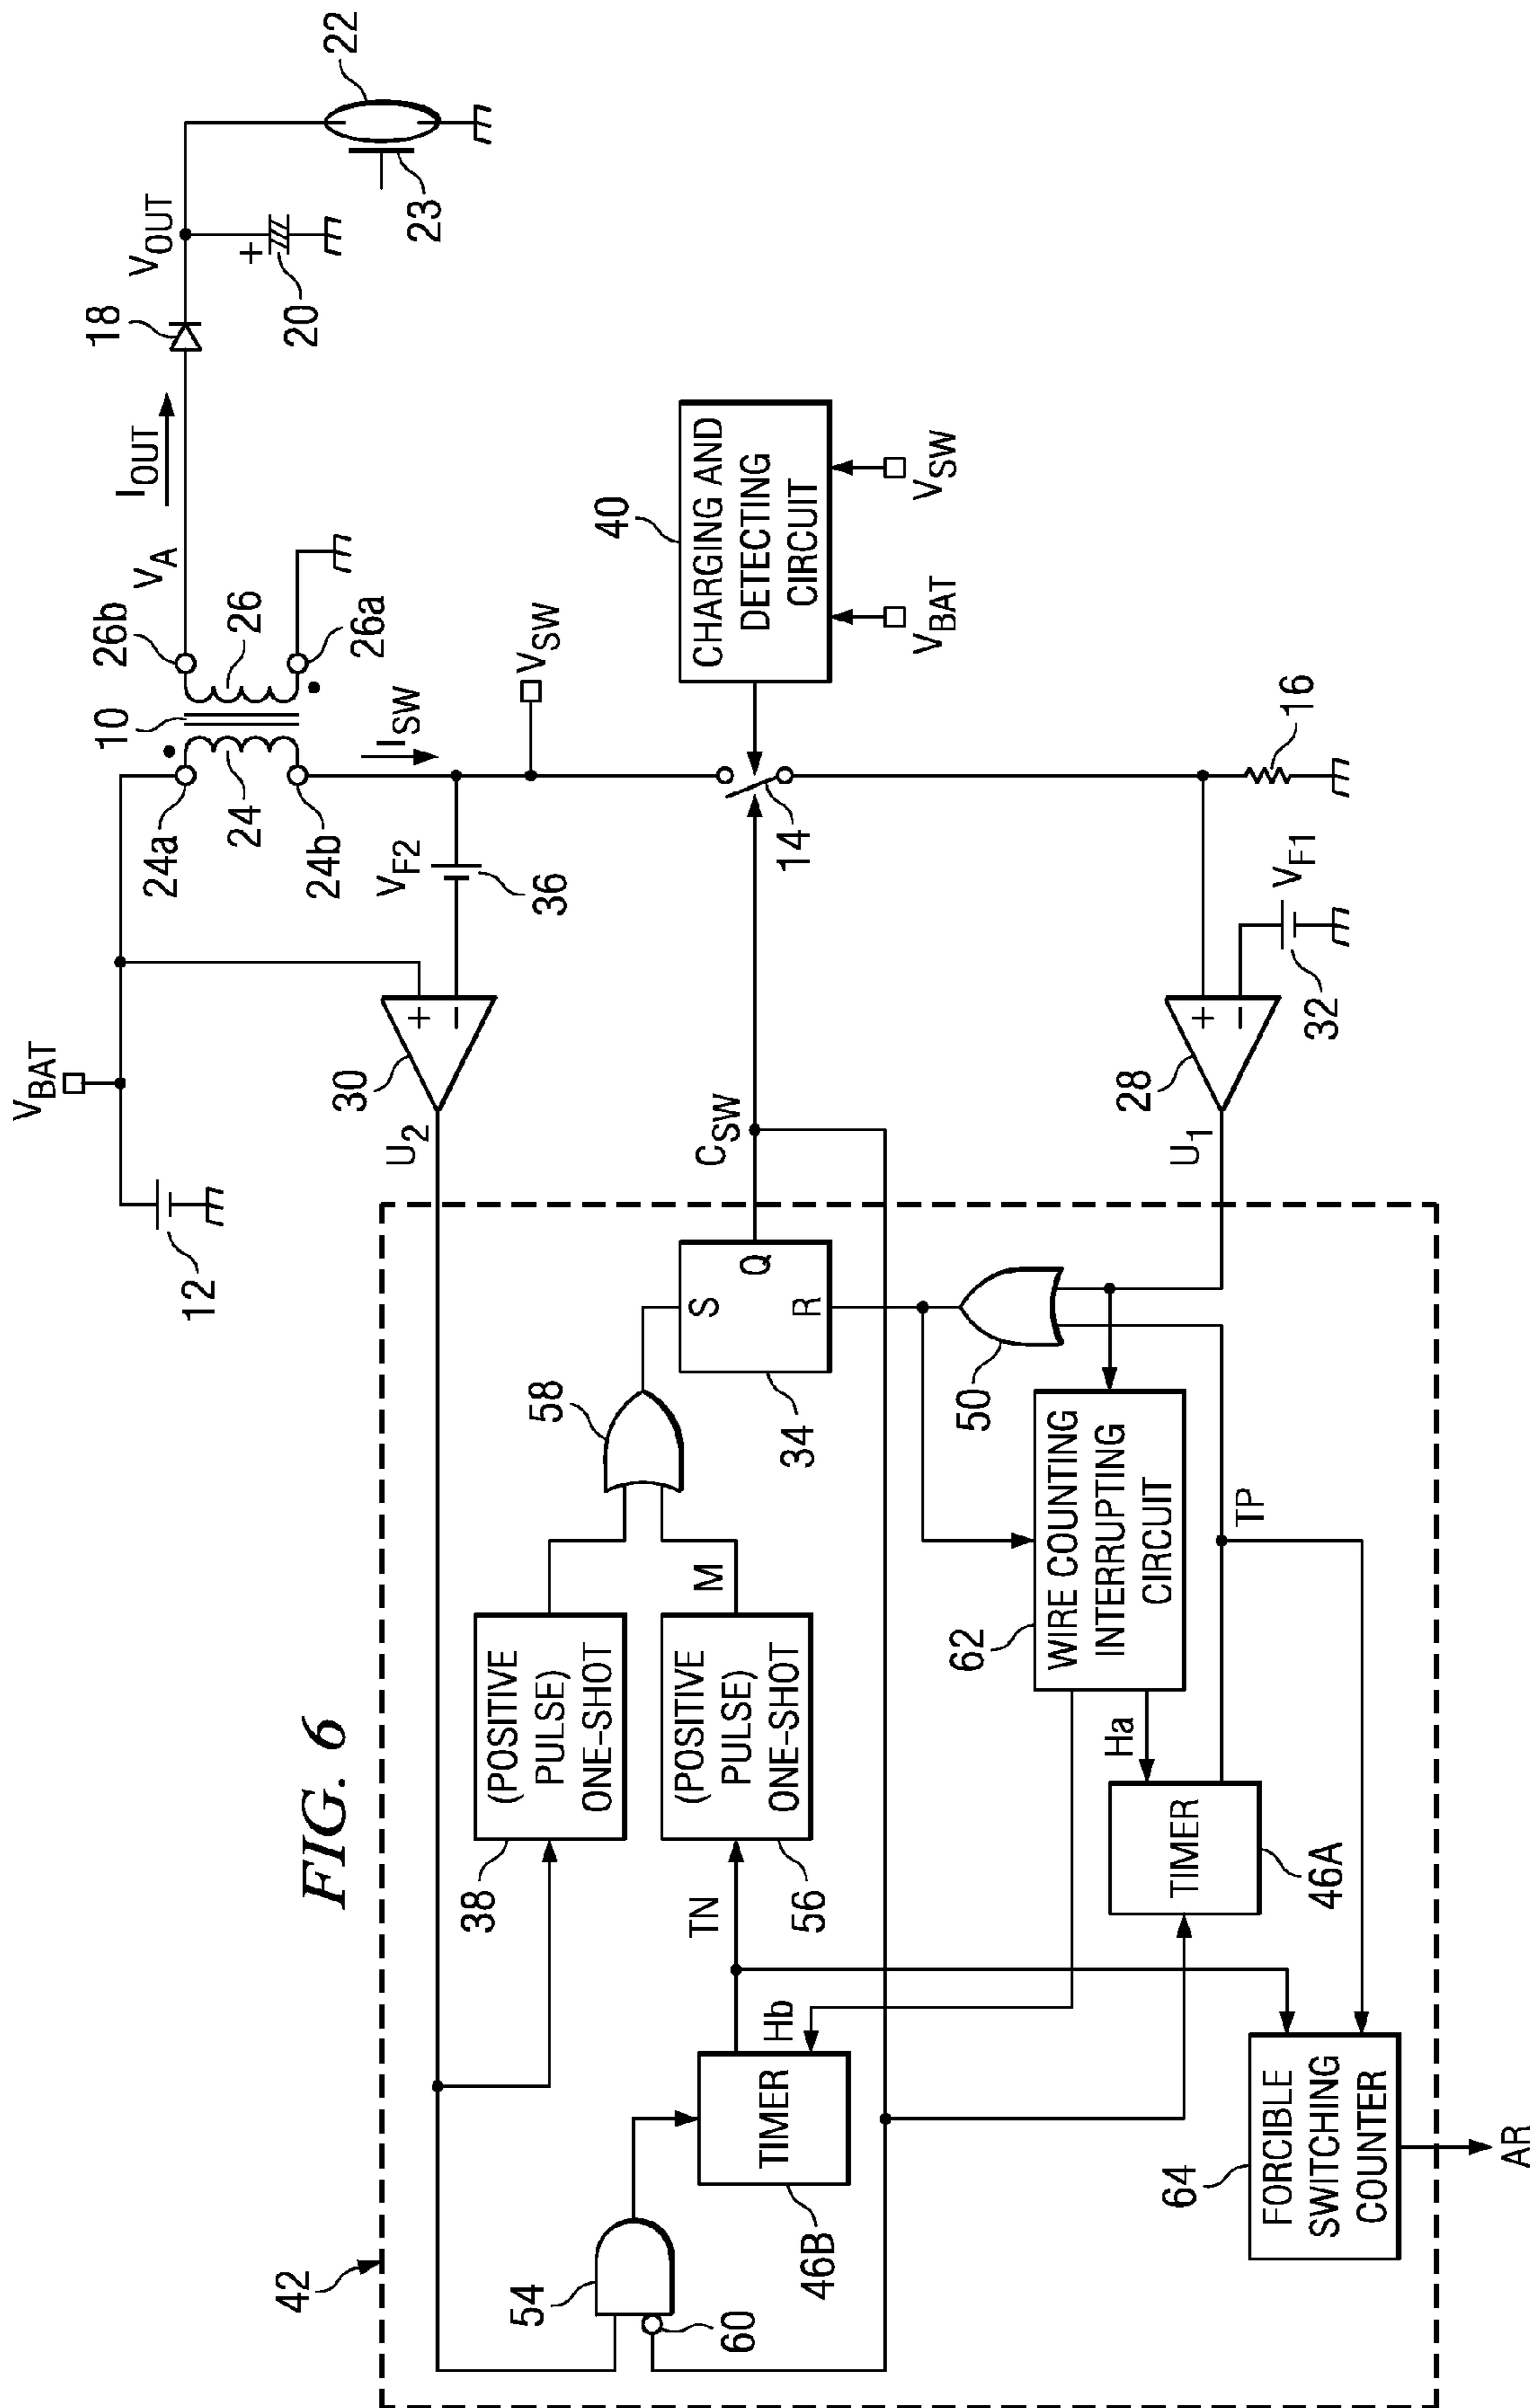 FIG. 6
42
12
V_BAT
30
U2
+
−
24a
24
24b
10
26b
26
26a
V_A
I_OUT
18
V_OUT
+
20
22
23
I_SW
V_F2
36
V_SW
54
60
46B
TIMER
Hb
TN
38
(POSITIVE
PULSE)
ONE-SHOT
(POSITIVE
PULSE)
ONE-SHOT
56
M
58
S
Q
R
34
C_SW
14
40
CHARGING AND
DETECTING
CIRCUIT
V_BAT
V_SW
50
62
WIRE COUNTING
INTERRUPTING
CIRCUIT
Ha
TIMER
46A
TP
U1
28
+
−
32
V_F1
16
64
FORCIBLE
SWITCHING
COUNTER
AR